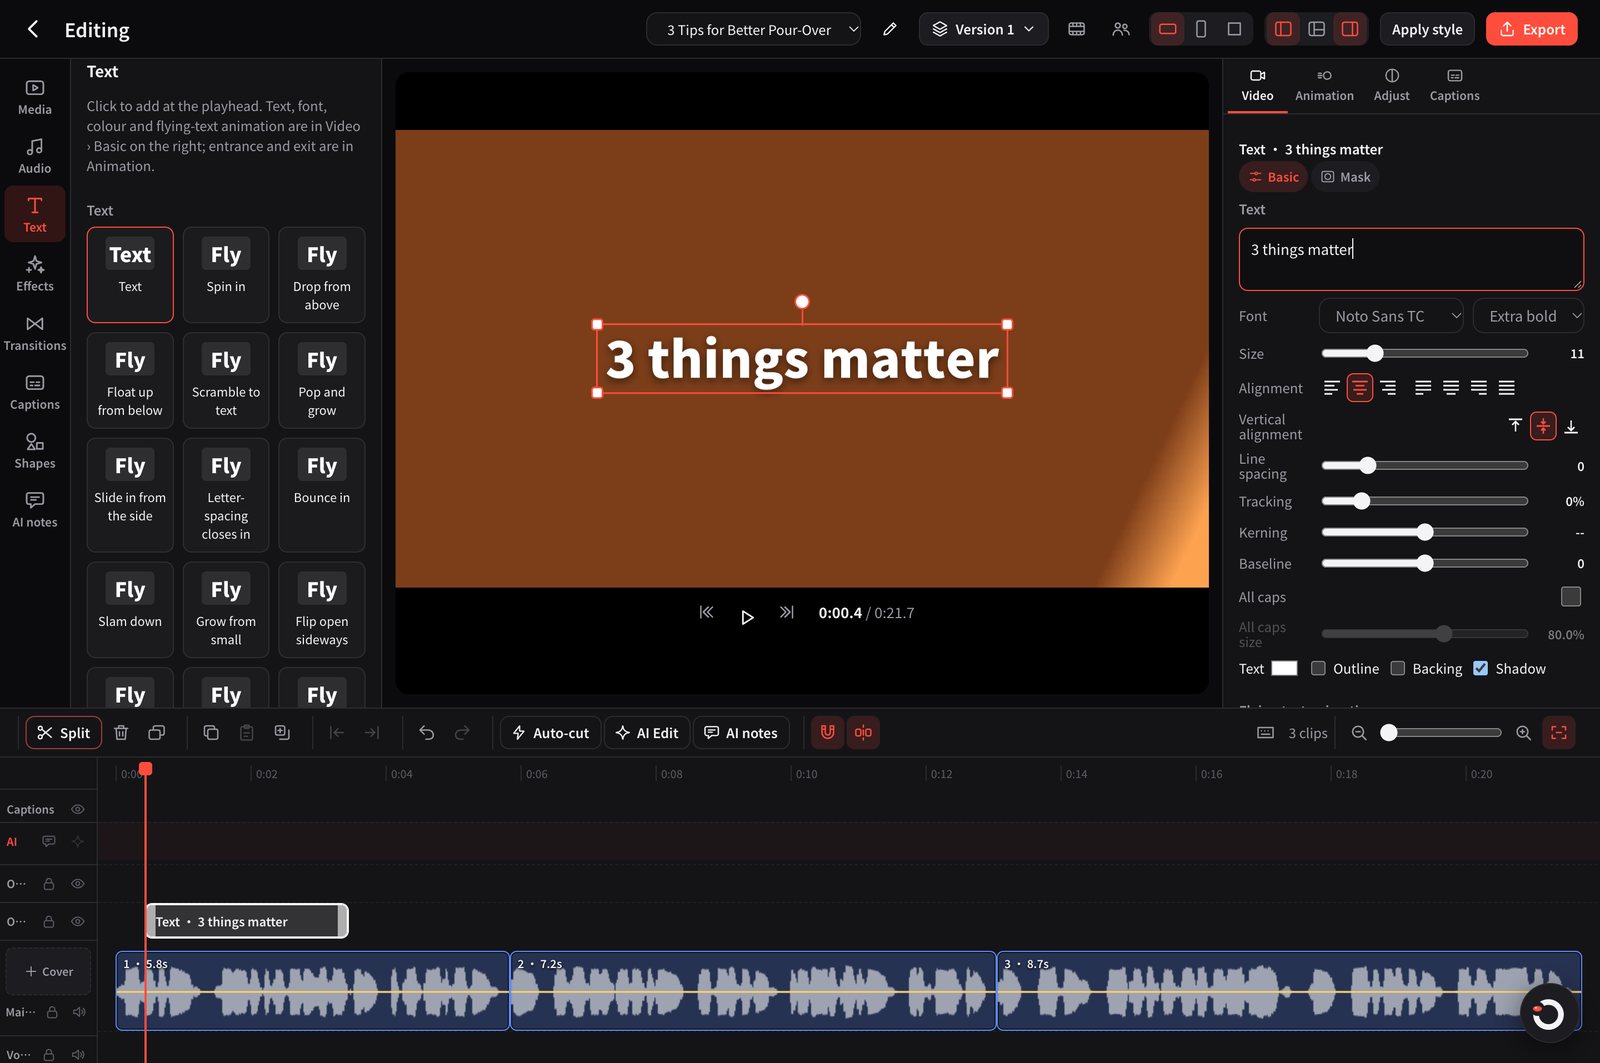 Editing
3 Tips for Better Pour-Over
Version 1
Apply style
Export
Media
Audio
Text
Effects
Transitions
Captions
Shapes
AI notes
Text
Click to add at the playhead. Text, font,
colour and flying-text animation are in Video
› Basic on the right; entrance and exit are in
Animation.
Text
Text
Text
Fly
Spin in
Fly
Drop from
above
Fly
Float up
from below
Fly
Scramble to
text
Fly
Pop and
grow
Fly
Slide in from
the side
Fly
Letter-
spacing
closes in
Fly
Bounce in
Fly
Slam down
Fly
Grow from
small
Fly
Flip open
sideways
Fly
Fly
Fly
3 things matter
0:00.4 / 0:21.7
Video
Animation
Adjust
Captions
Text • 3 things matter
Basic
Mask
Text
3 things matter
Font
Noto Sans TC
Extra bold
Size
11
Alignment
Vertical
alignment
Line
spacing
0
Tracking
0%
Kerning
--
Baseline
0
All caps
All caps
size
80.0%
Text
Outline
Backing
Shadow
Split
Auto-cut
AI Edit
AI notes
3 clips
0:00
0:02
0:04
0:06
0:08
0:10
0:12
0:14
0:16
0:18
0:20
Captions
AI
O···
O···
Text • 3 things matter
+ Cover
1 • 5.8s
2 • 7.2s
3 • 8.7s
Mai···
Vo···